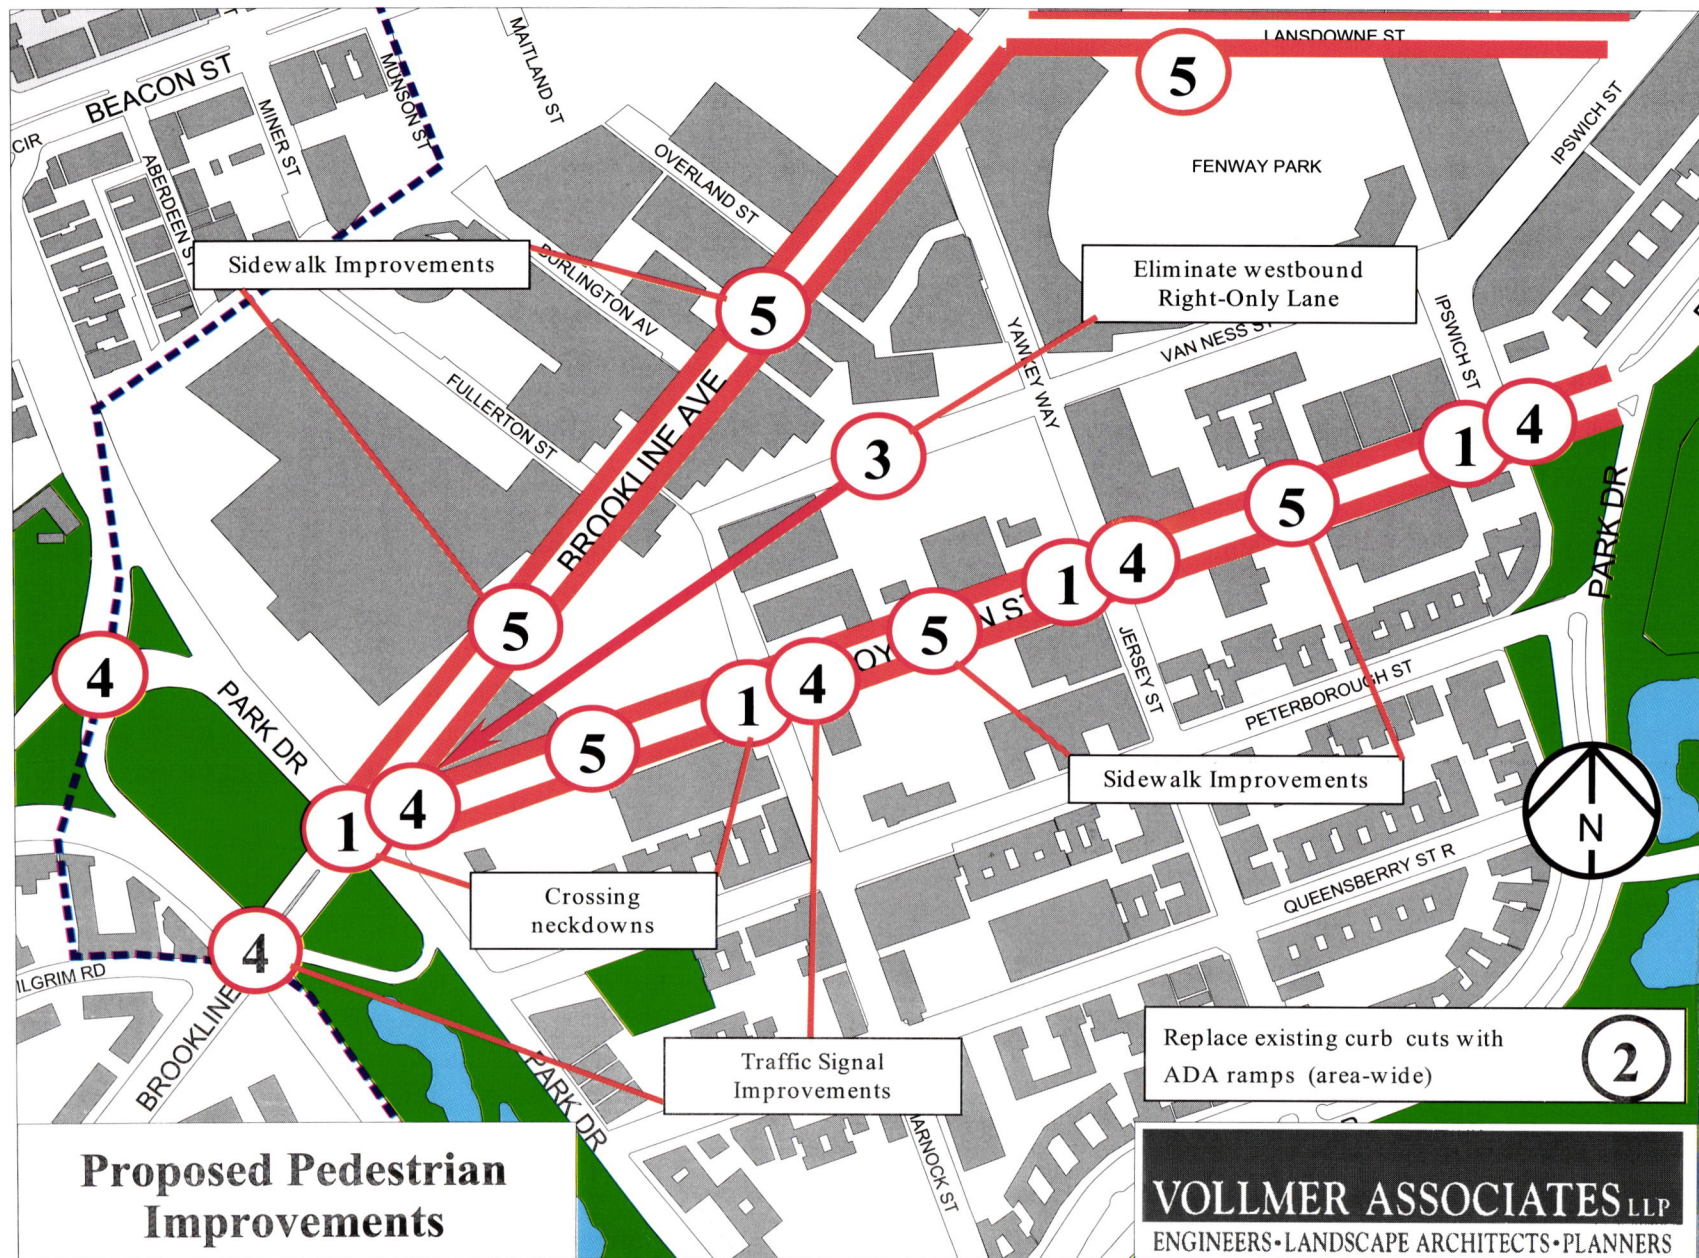 LANSDOWNE ST
MAITLAND ST
MUNSON ST
BEACON ST
MINER ST
CIR
ABERDEEN ST
IPSWICH ST
5
OVERLAND ST
FENWAY PARK
Sidewalk Improvements
BURLINGTON AV
Eliminate westbound
Right-Only Lane
5
YAWKEY WAY
VAN NESS ST
IPSWICH ST
FULLERTON ST
BROOKLINE AVE
3
1
4
5
PARK DR
1
4
5
5
N ST
OY
JERSEY ST
4
PARK DR
1
4
PETERBOROUGH ST
5
Sidewalk Improvements
1
4
N
Crossing
neckdowns
QUEENSBERRY ST R
4
ILGRIM RD
BROOKLINE
Traffic Signal
Improvements
PARK DR
Replace existing curb cuts with
ADA ramps (area-wide)
2
ARNOCK ST
Proposed Pedestrian
Improvements
VOLLMER ASSOCIATES LLP
ENGINEERS•LANDSCAPE ARCHITECTS•PLANNERS